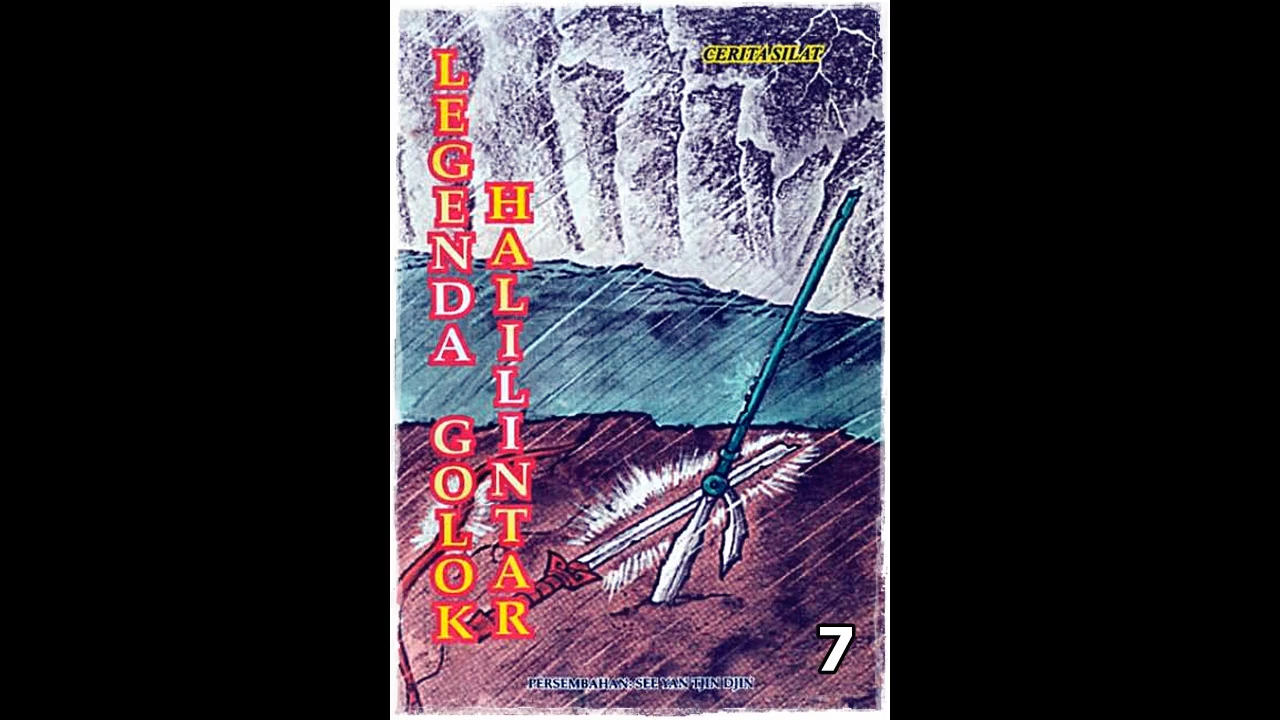 CERITA SILAT
LEGENDA GOLOK
HALILINTAR
7
PERSEMBAHAN: SEE YAN TJIN DJIN